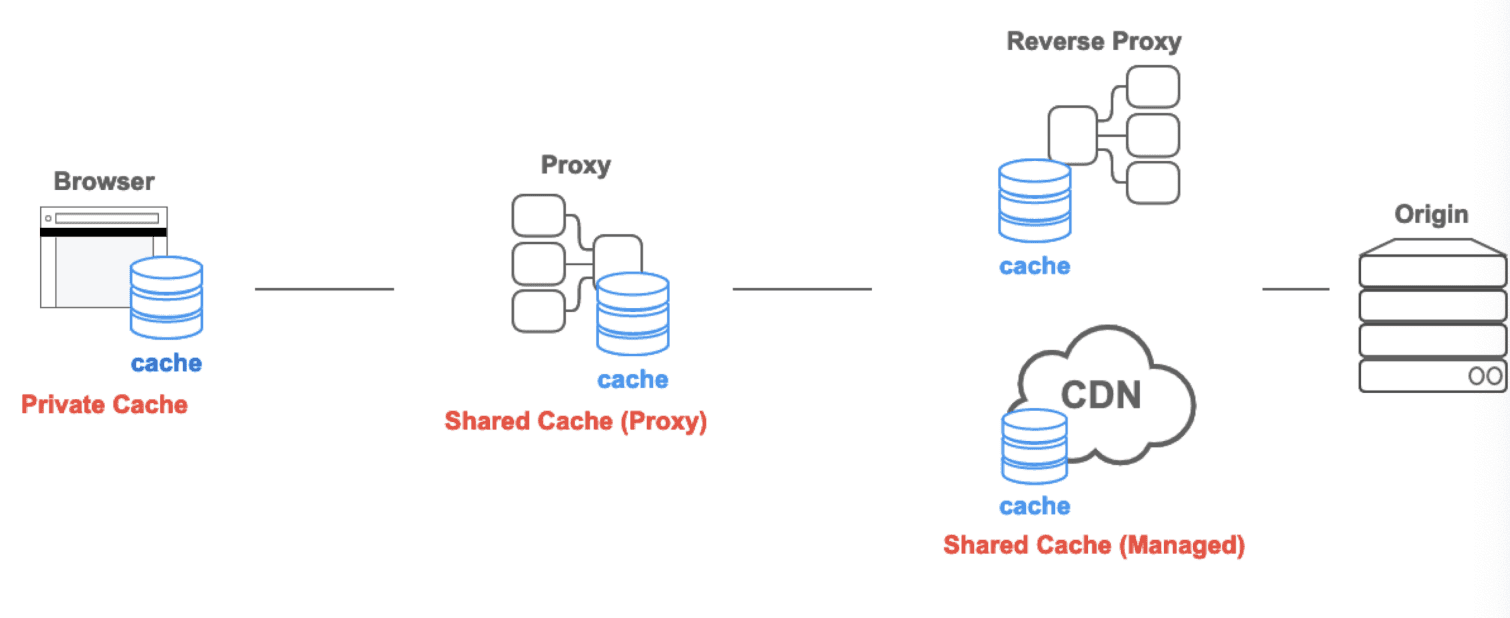 Browser
cache
Private Cache
Proxy
cache
Shared Cache (Proxy)
Reverse Proxy
cache
CDN
cache
Shared Cache (Managed)
Origin